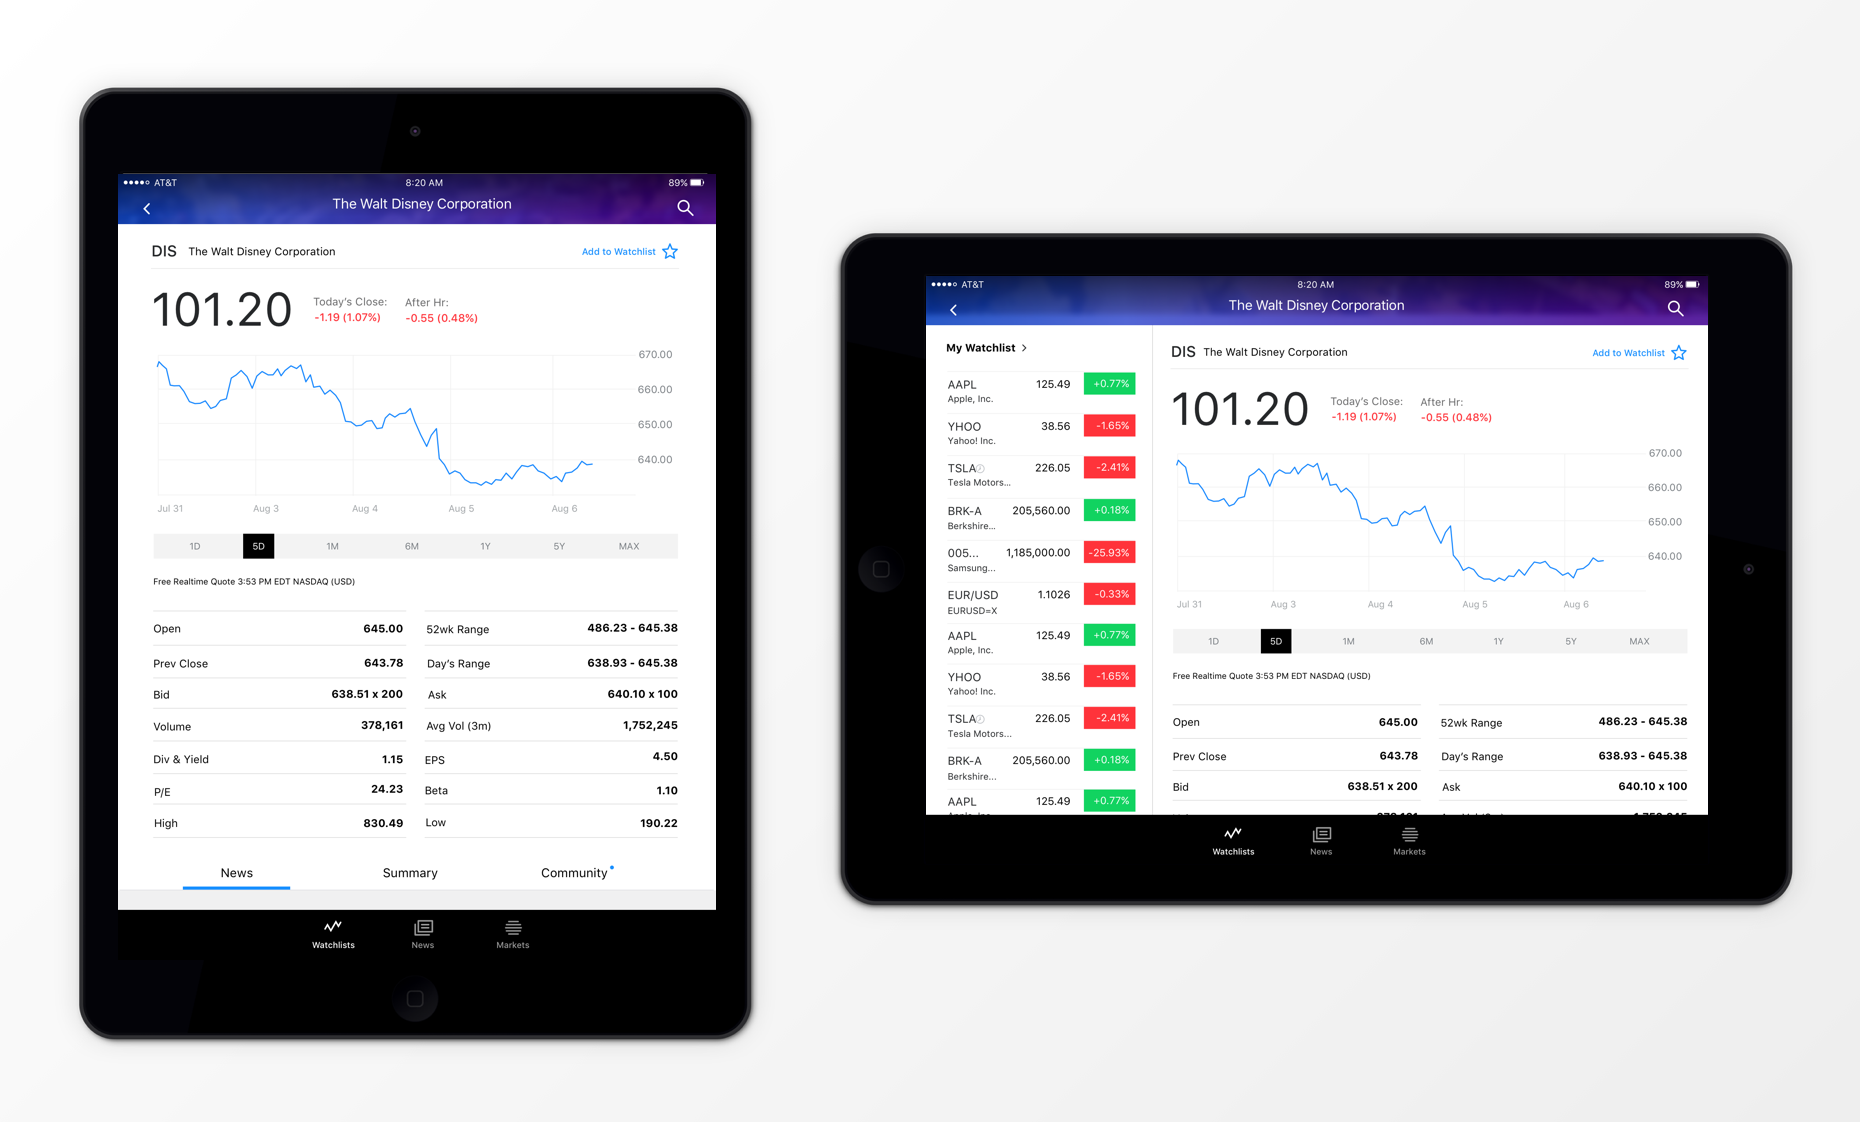 AT&T 8:20 AM 89%
The Walt Disney Corporation
DIS The Walt Disney Corporation Add to Watchlist
101.20 Today's Close: After Hr:
-1.19 (1.07%) -0.55 (0.48%)
670.00
660.00
650.00
640.00
Jul 31 Aug 3 Aug 4 Aug 5 Aug 6
1D 5D 1M 6M 1Y 5Y MAX
Free Realtime Quote 3:53 PM EDT NASDAQ (USD)
Open 645.00 52wk Range 486.23 - 645.38
Prev Close 643.78 Day's Range 638.93 - 645.38
Bid 638.51 x 200 Ask 640.10 x 100
Volume 378,161 Avg Vol (3m) 1,752,245
Div & Yield 1.15 EPS 4.50
P/E 24.23 Beta 1.10
High 830.49 Low 190.22
News Summary Community
Watchlists News Markets
AT&T 8:20 AM 89%
The Walt Disney Corporation
My Watchlist >
AAPL 125.49 +0.77%
Apple, Inc.
YHOO 38.56 -1.65%
Yahoo! Inc.
TSLA 226.05 -2.41%
Tesla Motors...
BRK-A 205,560.00 +0.18%
Berkshire...
005... 1,185,000.00 -25.93%
Samsung...
EUR/USD 1.1026 -0.33%
EURUSD=X
AAPL 125.49 +0.77%
Apple, Inc.
YHOO 38.56 -1.65%
Yahoo! Inc.
TSLA 226.05 -2.41%
Tesla Motors...
BRK-A 205,560.00 +0.18%
Berkshire...
AAPL 125.49 +0.77%
DIS The Walt Disney Corporation Add to Watchlist
101.20 Today's Close: After Hr:
-1.19 (1.07%) -0.55 (0.48%)
670.00
660.00
650.00
640.00
Jul 31 Aug 3 Aug 4 Aug 5 Aug 6
1D 5D 1M 6M 1Y 5Y MAX
Free Realtime Quote 3:53 PM EDT NASDAQ (USD)
Open 645.00 52wk Range 486.23 - 645.38
Prev Close 643.78 Day's Range 638.93 - 645.38
Bid 638.51 x 200 Ask 640.10 x 100
Watchlists News Markets